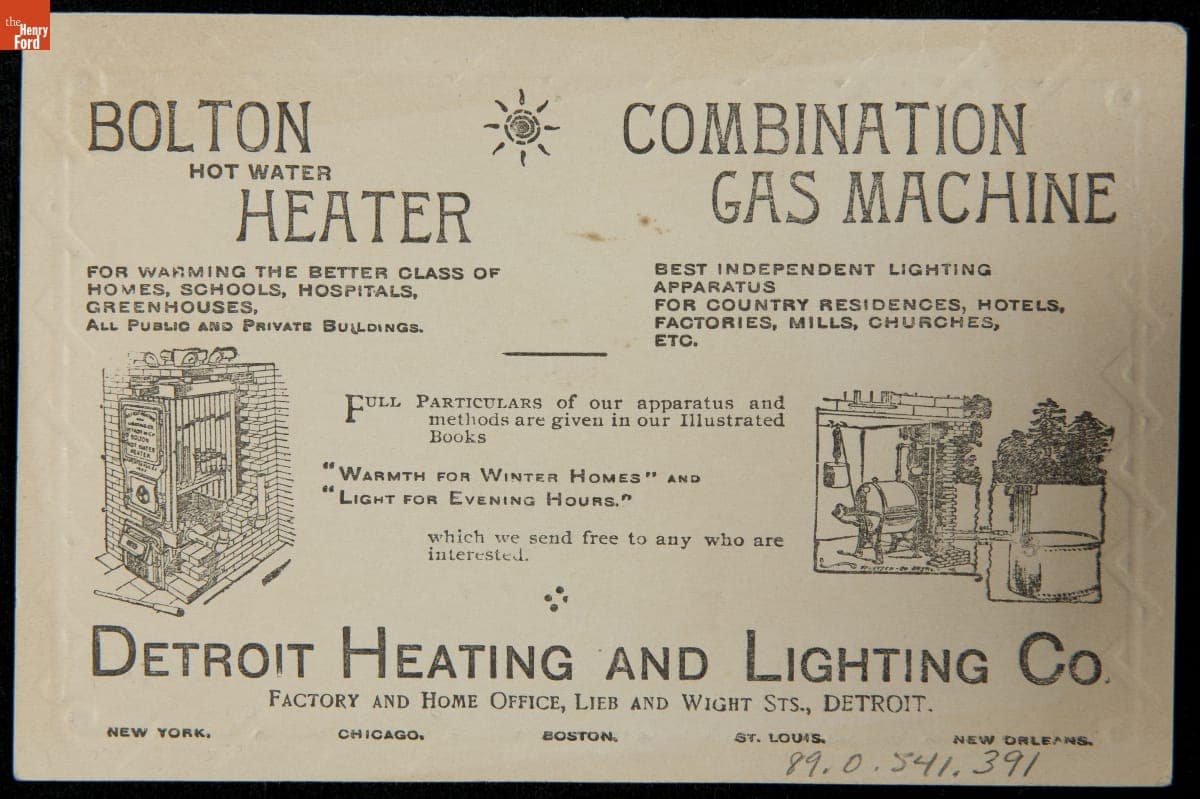 the
Henry
Ford
BOLTON
HOT WATER
HEATER
FOR WARMING THE BETTER CLASS OF
HOMES, SCHOOLS, HOSPITALS,
GREENHOUSES,
ALL PUBLIC AND PRIVATE BUILDINGS.
COMBINATION
GAS MACHINE
BEST INDEPENDENT LIGHTING
APPARATUS
FOR COUNTRY RESIDENCES, HOTELS,
FACTORIES, MILLS, CHURCHES,
ETC.
FULL PARTICULARS of our apparatus and
methods are given in our Illustrated
Books
"WARMTH FOR WINTER HOMES" AND
"LIGHT FOR EVENING HOURS."
which we send free to any who are
interested.
BOLTON
HOT WATER
HEATER
DETROIT HEATING AND LIGHTING CO.
FACTORY AND HOME OFFICE, LIEB AND WIGHT STS., DETROIT.
NEW YORK. CHICAGO. BOSTON. ST. LOUIS. NEW ORLEANS.
89.0.541.391